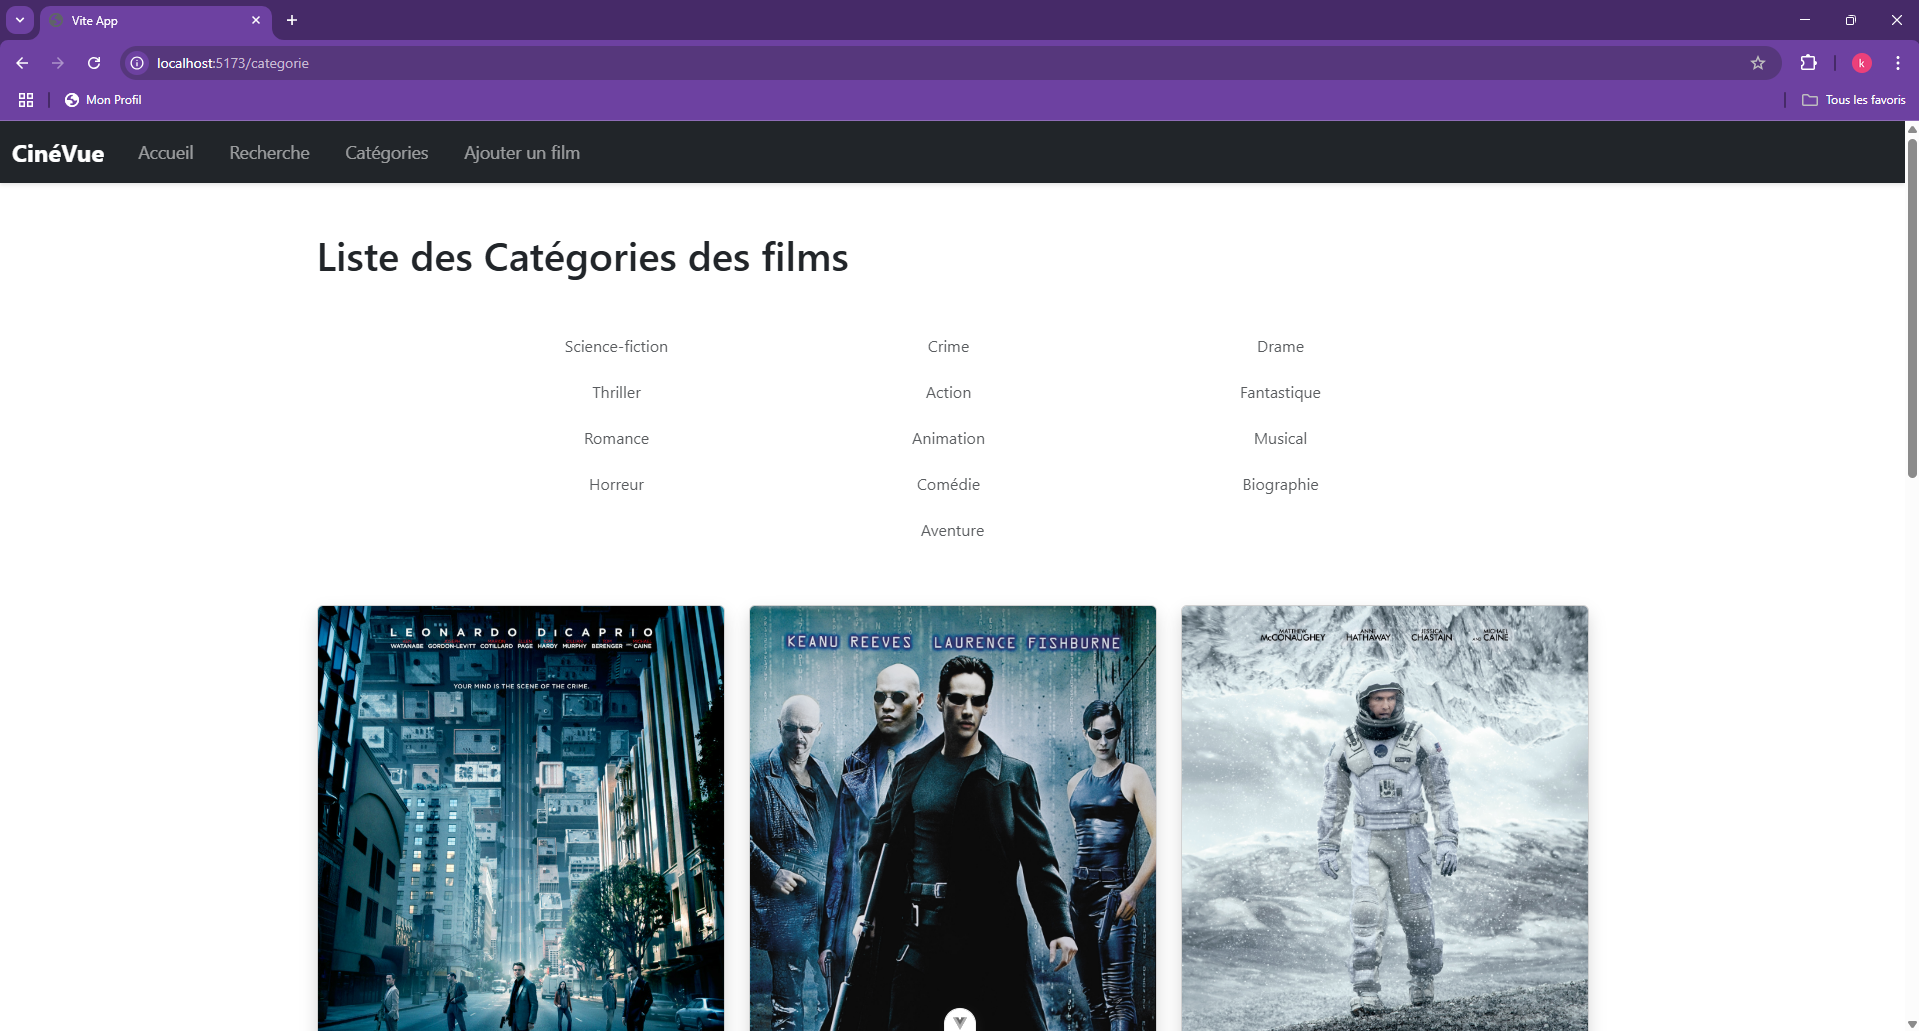 Vite App
localhost:5173/categorie
k
Mon Profil
Tous les favoris
CinéVue Accueil Recherche Catégories Ajouter un film
Liste des Catégories des films
Science-fiction Crime Drame
Thriller Action Fantastique
Romance Animation Musical
Horreur Comédie Biographie
Aventure
LEONARDO DiCAPRIO
WATANABE GORDON-LEVITT COTILLARD PAGE HARDY MURPHY BERENGER AND CAINE
YOUR MIND IS THE SCENE OF THE CRIME.
KEANU REEVES LAURENCE FISHBURNE
MATTHEW McCONAUGHEY ANNE HATHAWAY JESSICA CHASTAIN AND MICHAEL CAINE